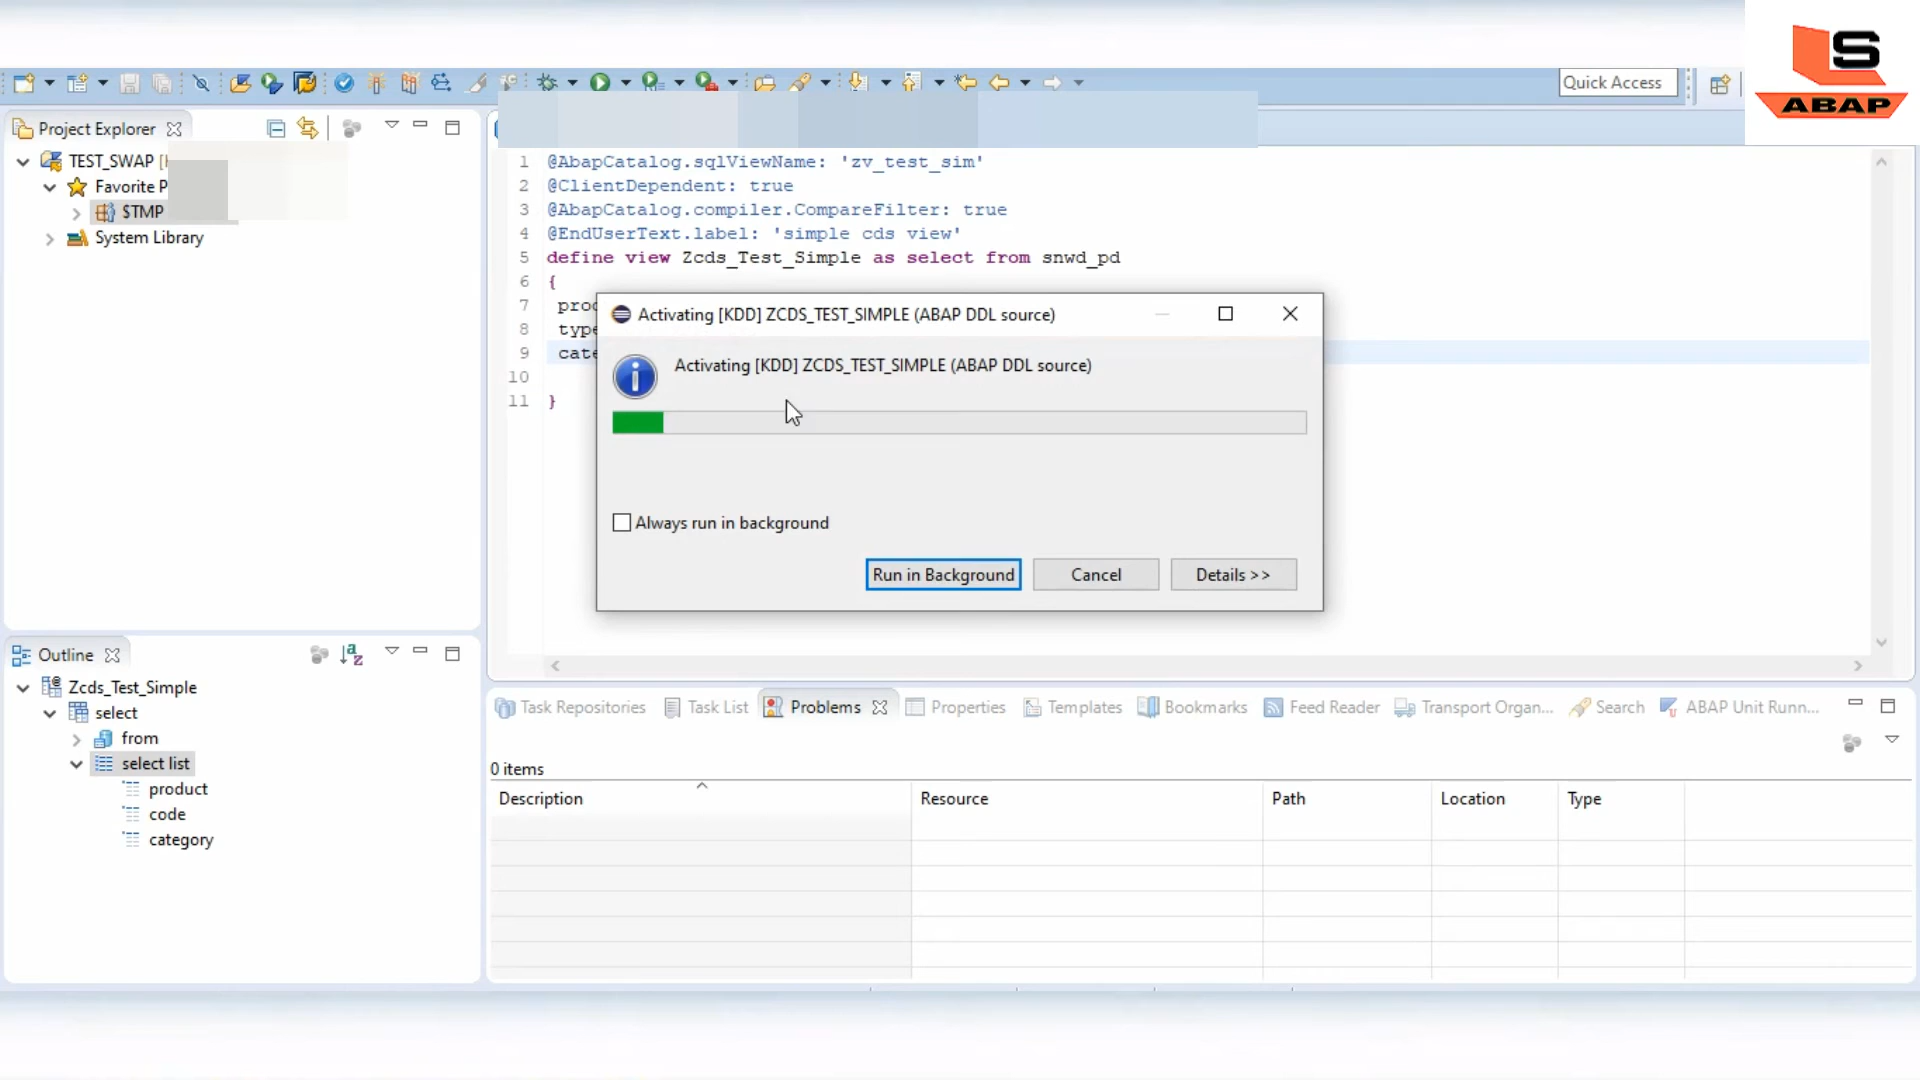 LS
ABAP
Quick Access
Project Explorer
TEST_SWAP [
Favorite P
$TMP
System Library
1 @AbapCatalog.sqlViewName: 'zv_test_sim'
2 @ClientDependent: true
3 @AbapCatalog.compiler.CompareFilter: true
4 @EndUserText.label: 'simple cds view'
5 define view Zcds_Test_Simple as select from snwd_pd
6 {
7 prod
8 type
9 cate
10
11 }
Activating [KDD] ZCDS_TEST_SIMPLE (ABAP DDL source)
Activating [KDD] ZCDS_TEST_SIMPLE (ABAP DDL source)
Always run in background
Run in Background
Cancel
Details >>
Outline
Zcds_Test_Simple
select
from
select list
product
code
category
Task Repositories
Task List
Problems
Properties
Templates
Bookmarks
Feed Reader
Transport Organ...
Search
ABAP Unit Runn...
0 items
Description
Resource
Path
Location
Type